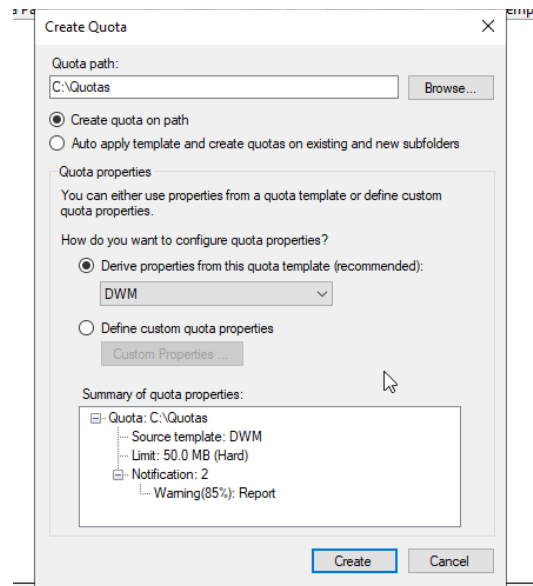 Create Quota
Quota path:
C:\Quotas
Browse...
Create quota on path
Auto apply template and create quotas on existing and new subfolders
Quota properties
You can either use properties from a quota template or define custom
quota properties.
How do you want to configure quota properties?
Derive properties from this quota template (recommended):
DWM
Define custom quota properties
Custom Properties ...
Summary of quota properties:
Quota: C:\Quotas
Source template: DWM
Limit: 50.0 MB (Hard)
Notification: 2
Warning(85%): Report
Create
Cancel